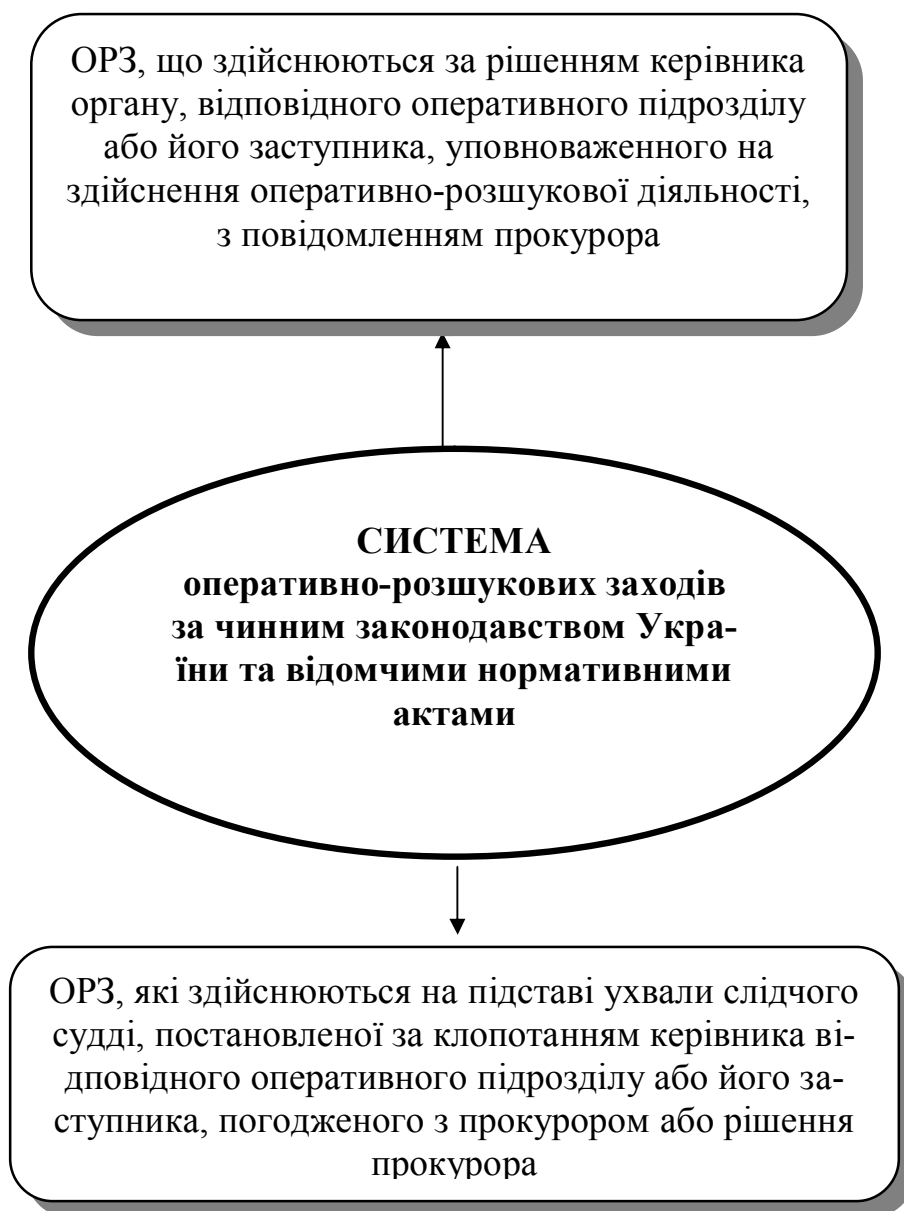 ОРЗ, що здійснюються за рішенням керівника
органу, відповідного оперативного підрозділу
або його заступника, уповноваженного на
здійснення оперативно-розшукової діяльності,
з повідомленням прокурора
СИСТЕМА
оперативно-розшукових заходів
за чинним законодавством Укра-
їни та відомчими нормативними
актами
ОРЗ, які здійснюються на підставі ухвали слідчого
судді, постановленої за клопотанням керівника ві-
дповідного оперативного підрозділу або його за-
ступника, погодженого з прокурором або рішення
прокурора